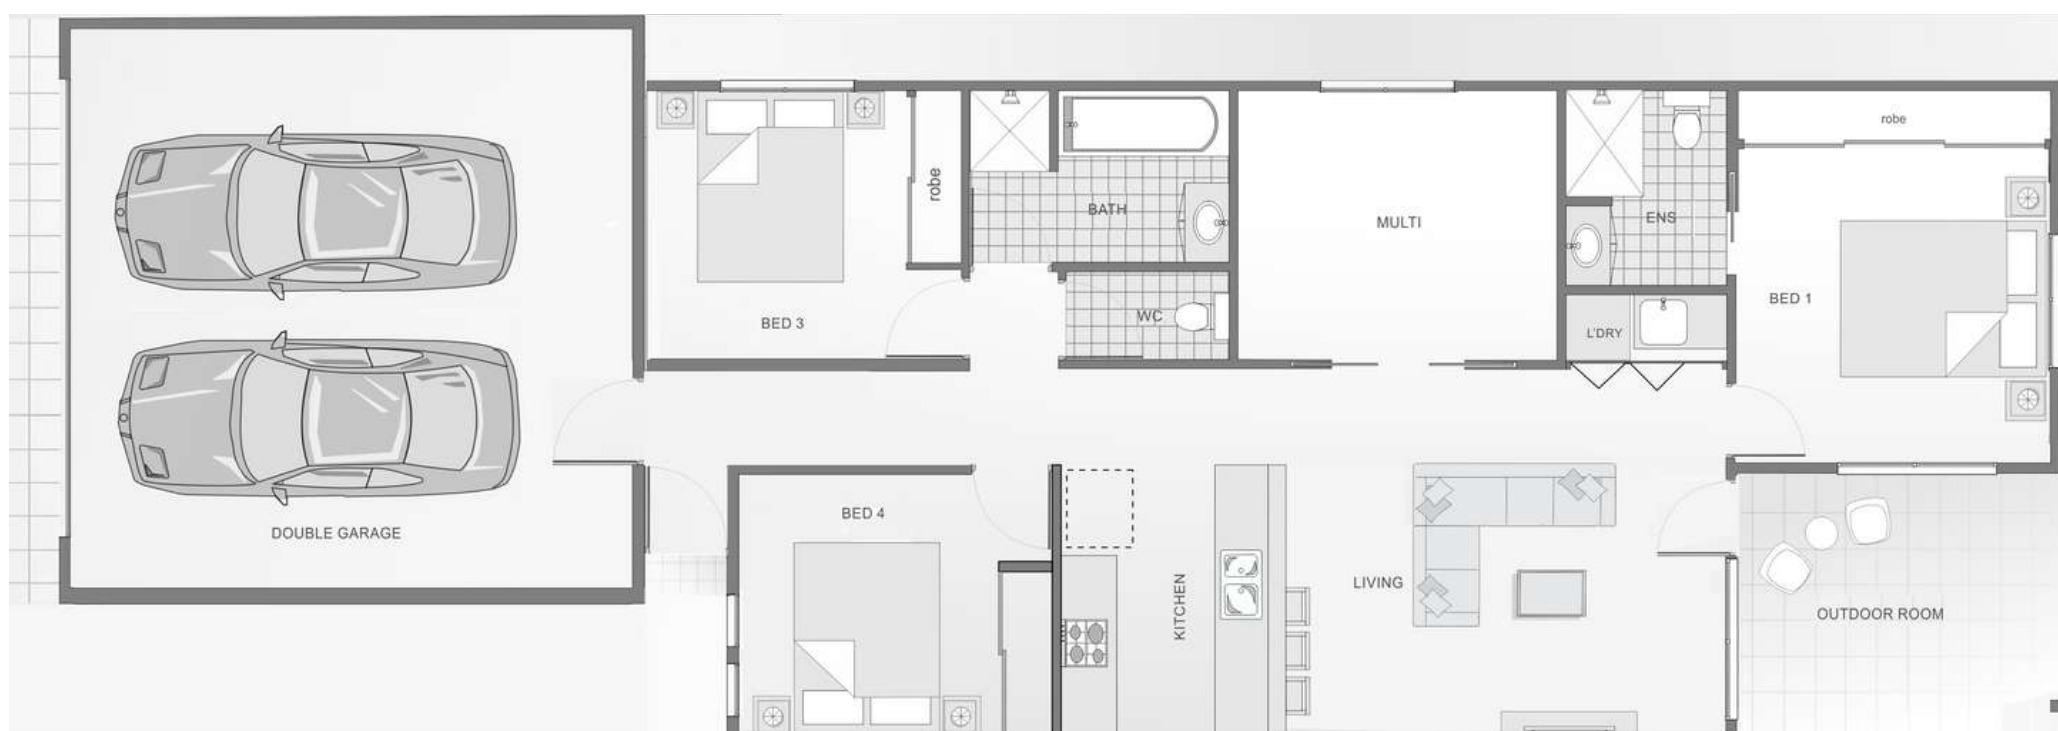 robe
robe
BATH
MULTI
ENS
BED 1
WC
BED 3
L'DRY
BED 4
DOUBLE GARAGE
KITCHEN
LIVING
OUTDOOR ROOM